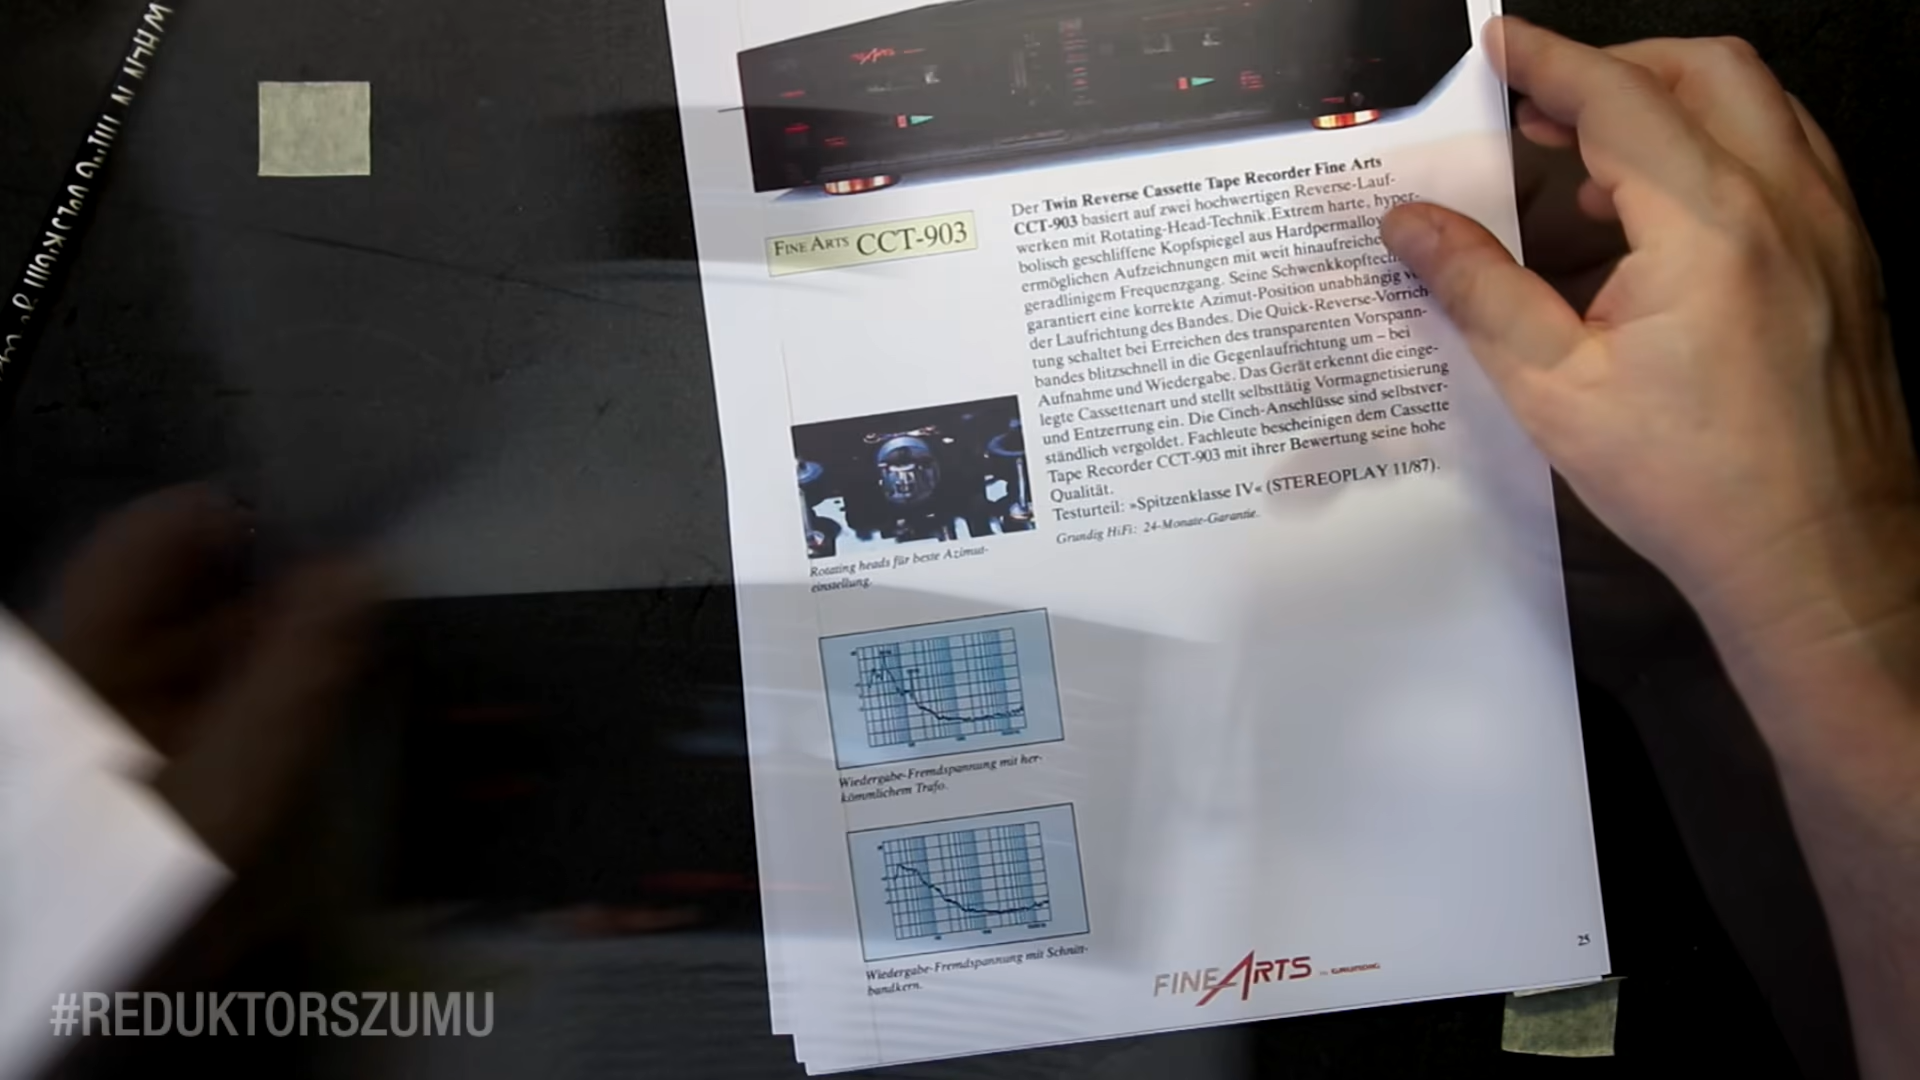 FINE ARTS CCT-903
Der Twin Reverse Cassette Tape Recorder Fine Arts
CCT-903 basiert auf zwei hochwertigen Reverse-Lauf-
werken mit Rotating-Head-Technik. Extrem harte, hyper-
bolisch geschliffene Kopfspiegel aus Hardpermalloy
ermöglichen Aufzeichnungen mit weit hinaufreiche
geradlinigem Frequenzgang. Seine Schwenkkopftec
garantiert eine korrekte Azimut-Position unabhängig v
der Laufrichtung des Bandes. Die Quick-Reverse-Vorrich
tung schaltet bei Erreichen des transparenten Vorspann-
bandes blitzschnell in die Gegenlaufrichtung um – bei
Aufnahme und Wiedergabe. Das Gerät erkennt die einge-
legte Cassettenart und stellt selbsttätig Vormagnetisierung
und Entzerrung ein. Die Cinch-Anschlüsse sind selbstver-
ständlich vergoldet. Fachleute bescheinigen dem Cassette
Tape Recorder CCT-903 mit ihrer Bewertung seine hohe
Qualität.
Testurteil: »Spitzenklasse IV« (STEREOPLAY 11/87).
Grundig HiFi: 24-Monate-Garantie.
Rotating heads für beste Azimut-
einstellung.
Wiedergabe-Fremdspannung mit her-
kömmlichem Trafo.
Wiedergabe-Fremdspannung mit Schnitt-
bandkern.
25
FINE ARTS BY GRUNDIG
#REDUKTORSZUMU